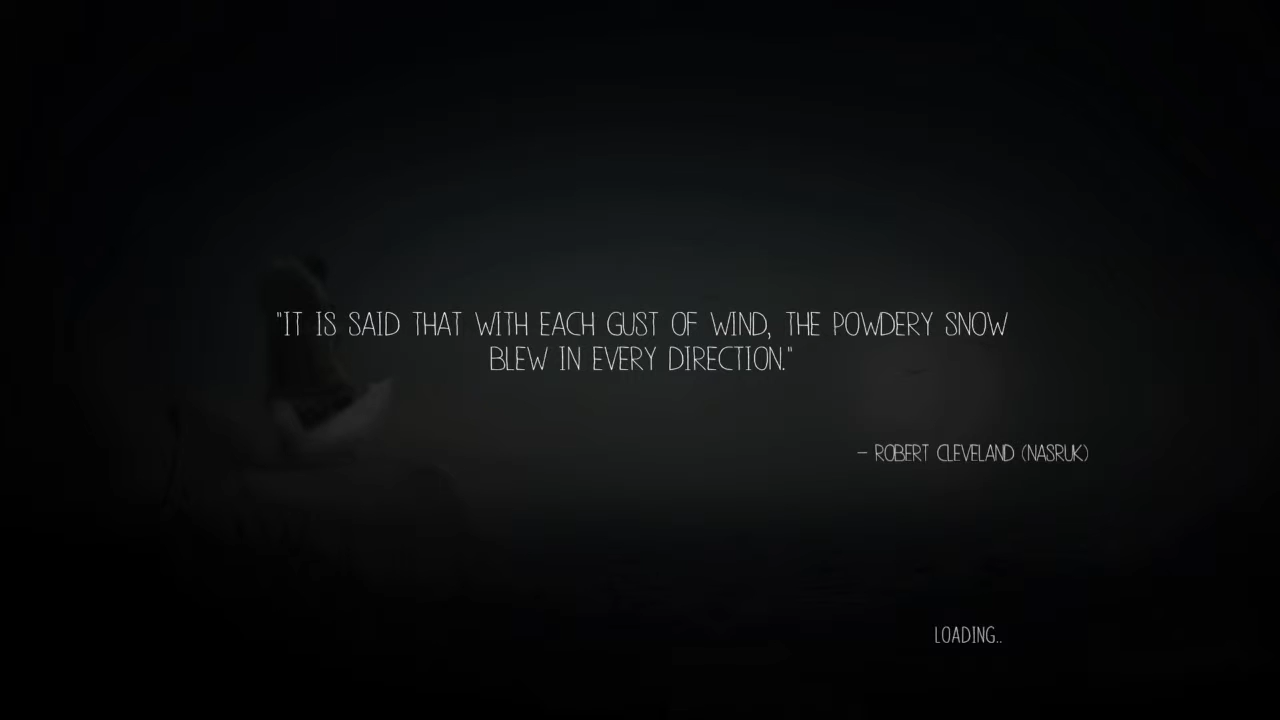 "IT IS SAID THAT WITH EACH GUST OF WIND, THE POWDERY SNOW
BLEW IN EVERY DIRECTION."
- ROBERT CLEVELAND (NASRUK)
LOADING..